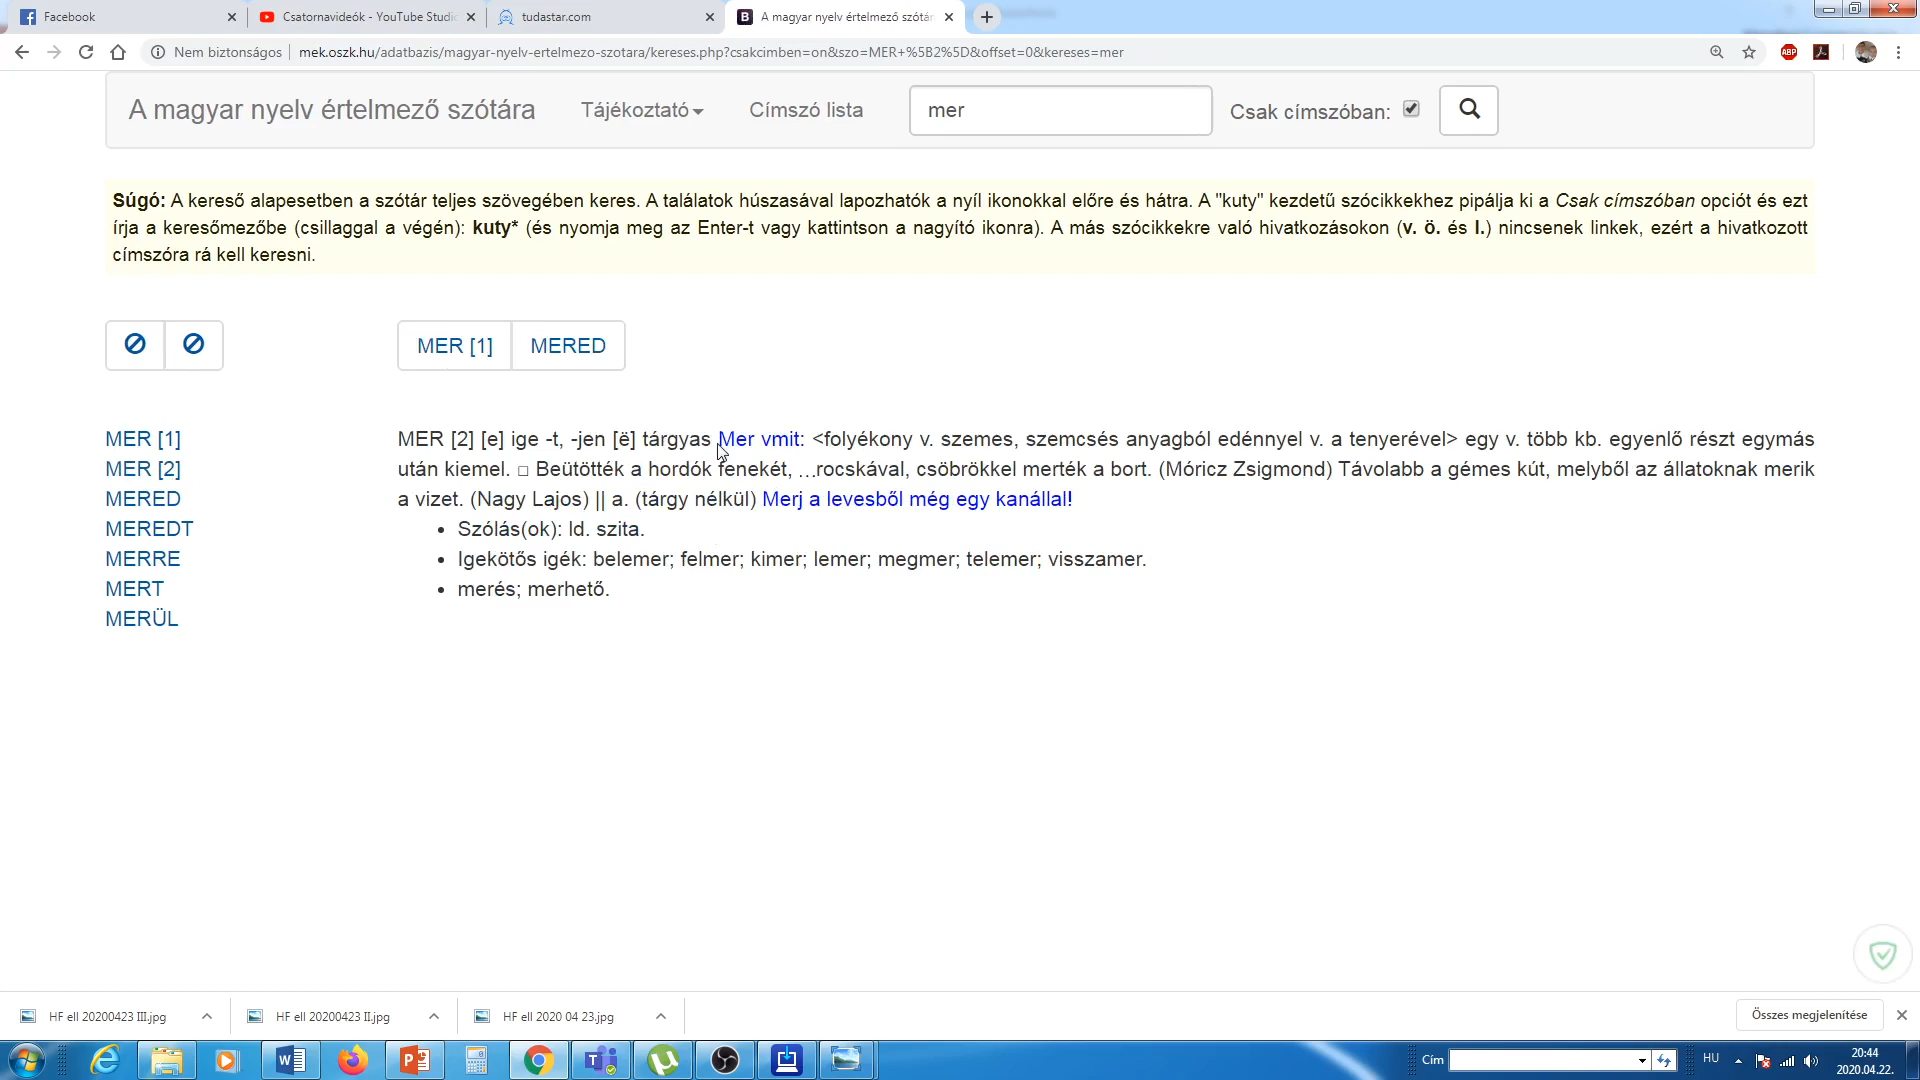 Facebook
Csatornavideók - YouTube Studio
tudastar.com
A magyar nyelv értelmező szótár
Nem biztonságos
mek.oszk.hu/adatbazis/magyar-nyelv-ertelmezo-szotara/kereses.php?csakcimben=on&szo=MER+%5B2%5D&offset=0&kereses=mer
A magyar nyelv értelmező szótára
Tájékoztató
Címszó lista
mer
Csak címszóban:
Súgó: A kereső alapesetben a szótár teljes szövegében keres. A találatok húszasával lapozhatók a nyíl ikonokkal előre és hátra. A "kuty" kezdetű szócikkekhez pipálja ki a Csak címszóban opciót és ezt
írja a keresőmezőbe (csillaggal a végén): kuty* (és nyomja meg az Enter-t vagy kattintson a nagyító ikonra). A más szócikkekre való hivatkozásokon (v. ö. és l.) nincsenek linkek, ezért a hivatkozott
címszóra rá kell keresni.
MER [1]
MERED
MER [1]
MER [2]
MERED
MEREDT
MERRE
MERT
MERÜL
MER [2] [e] ige -t, -jen [ë] tárgyas Mer vmit: <folyékony v. szemes, szemcsés anyagból edénnyel v. a tenyerével> egy v. több kb. egyenlő részt egymás
után kiemel. □ Beütötték a hordók fenekét, …rocskával, csöbrökkel merték a bort. (Móricz Zsigmond) Távolabb a gémes kút, melyből az állatoknak merik
a vizet. (Nagy Lajos) || a. (tárgy nélkül) Merj a levesből még egy kanállal!
• Szólás(ok): ld. szita.
• Igekötős igék: belemer; felmer; kimer; lemer; megmer; telemer; visszamer.
• merés; merhető.
HF ell 20200423 III.jpg
HF ell 20200423 II.jpg
HF ell 2020 04 23.jpg
Összes megjelenítése
Cím
HU
20:44
2020.04.22.